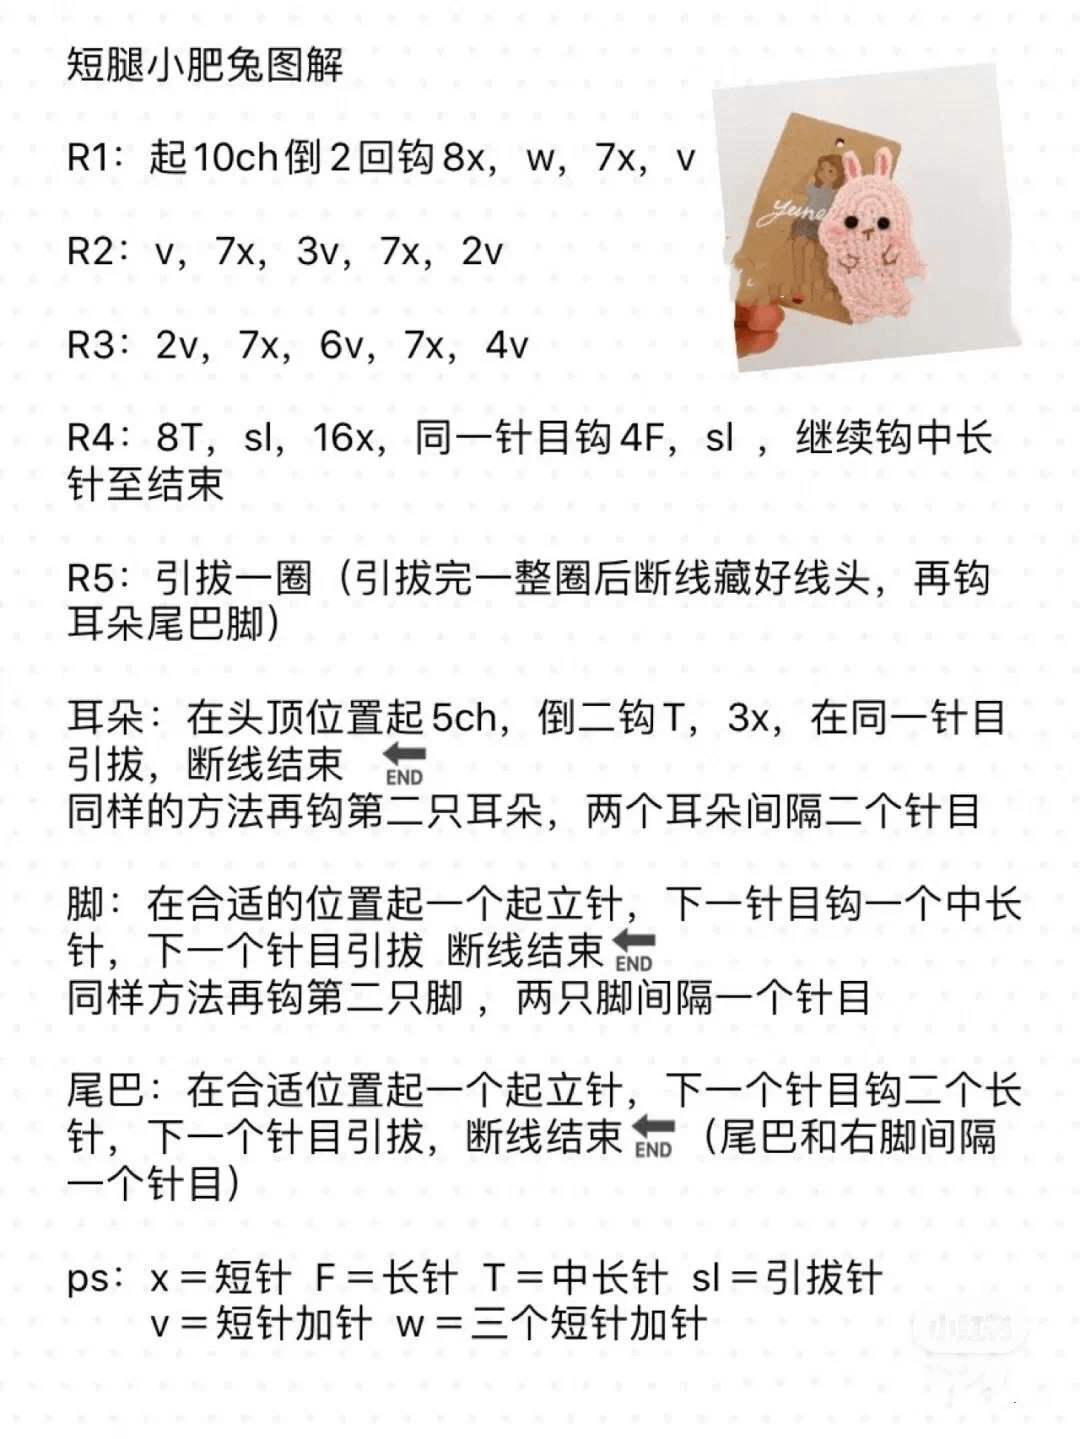 短腿小肥兔图解
R1：起10ch倒2回钩8x，w，7x，v
R2：v，7x，3v，7x，2v
R3：2v，7x，6v，7x，4v
R4：8T，sl，16x，同一针目钩4F，sl ，继续钩中长
针至结束
R5：引拔一圈（引拔完一整圈后断线藏好线头，再钩
耳朵尾巴脚）
耳朵：在头顶位置起5ch，倒二钩T，3x，在同一针目
引拔，断线结束 END
同样的方法再钩第二只耳朵，两个耳朵间隔二个针目
脚：在合适的位置起一个起立针，下一针目钩一个中长
针，下一个针目引拔 断线结束 END
同样方法再钩第二只脚 ，两只脚间隔一个针目
尾巴：在合适位置起一个起立针，下一个针目钩二个长
针，下一个针目引拔，断线结束 END（尾巴和右脚间隔
一个针目）
ps：x＝短针 F＝长针 T＝中长针 sl＝引拔针
v＝短针加针 w＝三个短针加针
yune
小红书